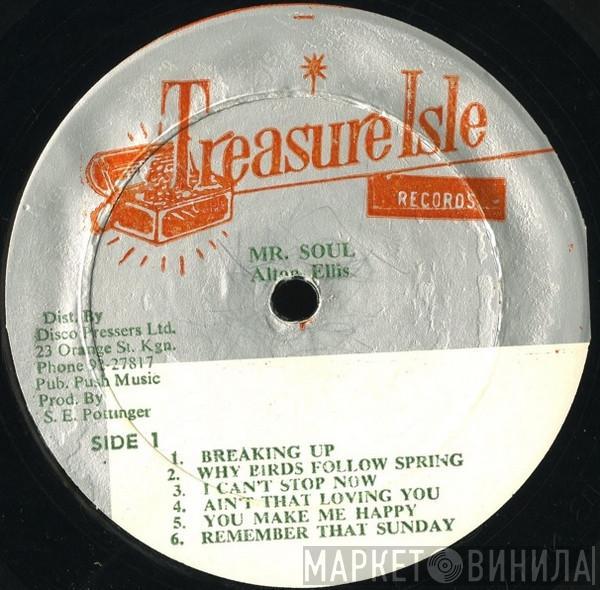 Treasure Isle
RECORDS
MR. SOUL
Alton Ellis
Dist. By
Disco Pressers Ltd.
23 Orange St. Kgn.
Phone 92-27817
Pub. Push Music
Prod. By
S. E. Pottinger
SIDE 1
1. BREAKING UP
2. WHY BIRDS FOLLOW SPRING
3. I CAN'T STOP NOW
4. AIN'T THAT LOVING YOU
5. YOU MAKE ME HAPPY
6. REMEMBER THAT SUNDAY
МАРКЕТ ВИНИЛА